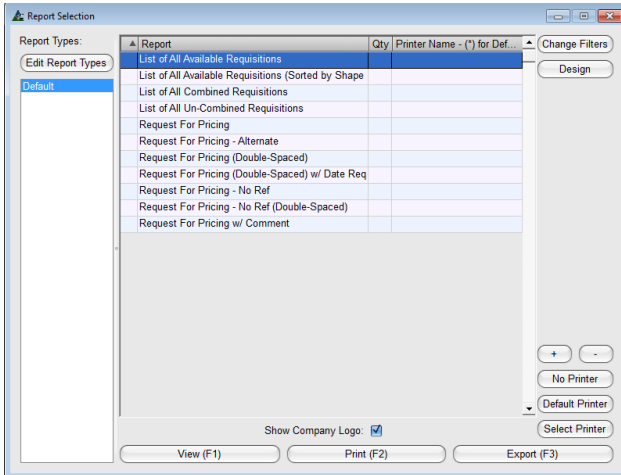 Report Selection
Report Types:
Edit Report Types
Default
Report Qty Printer Name - (*) for Def...
List of All Available Requisitions
List of All Available Requisitions (Sorted by Shape
List of All Combined Requisitions
List of All Un-Combined Requisitions
Request For Pricing
Request For Pricing - Alternate
Request For Pricing (Double-Spaced)
Request For Pricing (Double-Spaced) w/ Date Req
Request For Pricing - No Ref
Request For Pricing - No Ref (Double-Spaced)
Request For Pricing w/ Comment
Change Filters
Design
+ -
No Printer
Default Printer
Select Printer
Show Company Logo:
View (F1) Print (F2) Export (F3)